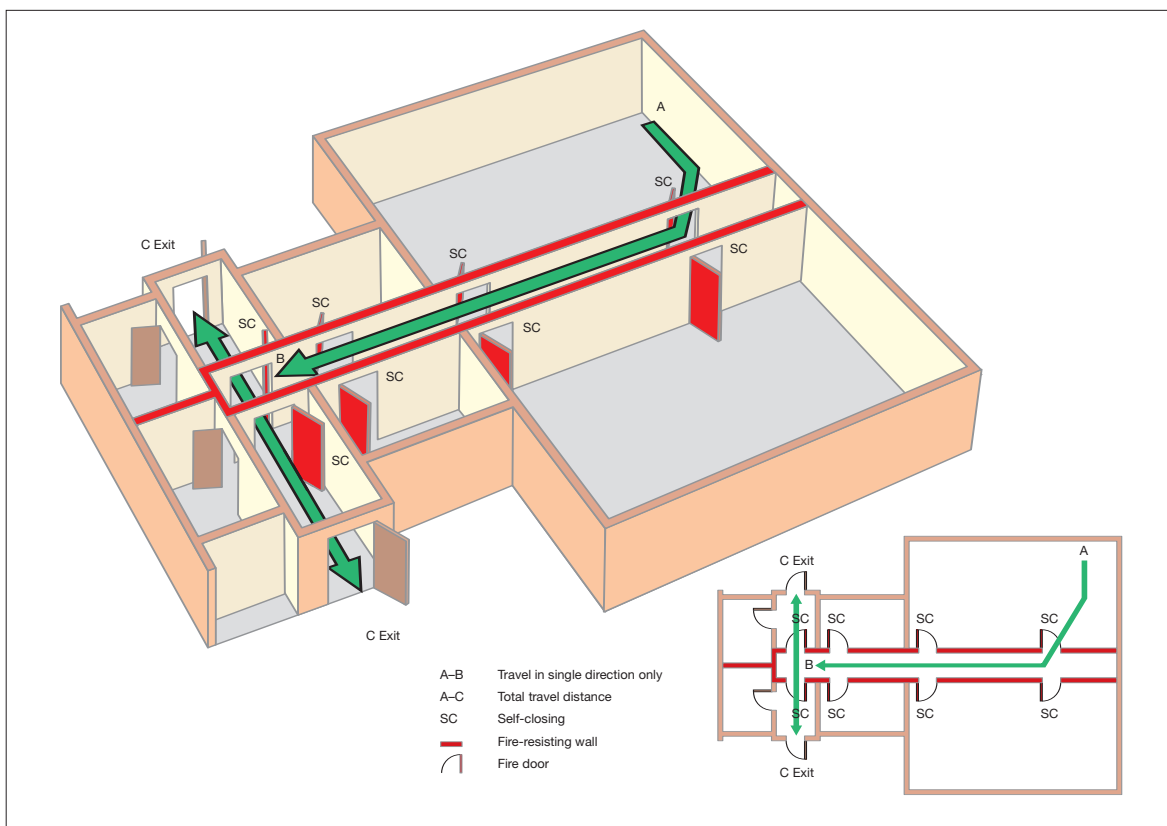 A
SC
C Exit
SC
SC
SC
SC
B
SC
SC
SC
C Exit
A–B Travel in single direction only
A–C Total travel distance
SC Self-closing
Fire-resisting wall
Fire door
A
C Exit
SC SC SC SC
B
SC SC SC SC
C Exit